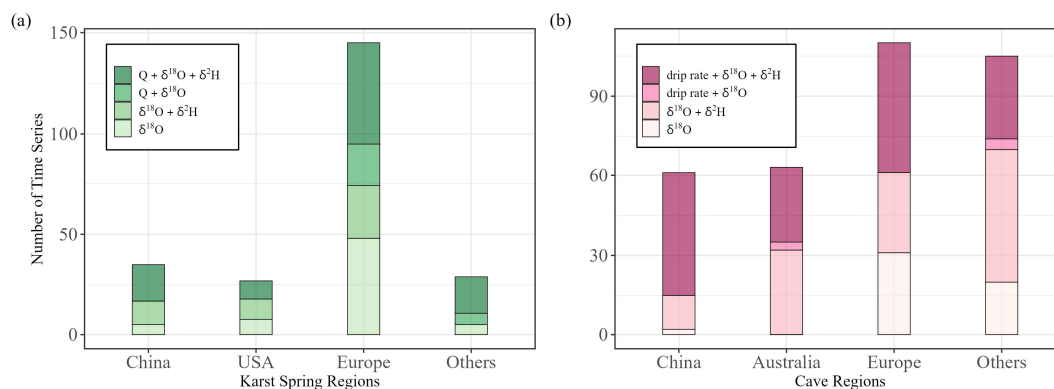 (a)
150
100
50
0
Number of Time Series
Q + δ¹⁸O + δ²H
Q + δ¹⁸O
δ¹⁸O + δ²H
δ¹⁸O
China USA Europe Others
Karst Spring Regions
(b)
90
60
30
0
drip rate + δ¹⁸O + δ²H
drip rate + δ¹⁸O
δ¹⁸O + δ²H
δ¹⁸O
China Australia Europe Others
Cave Regions